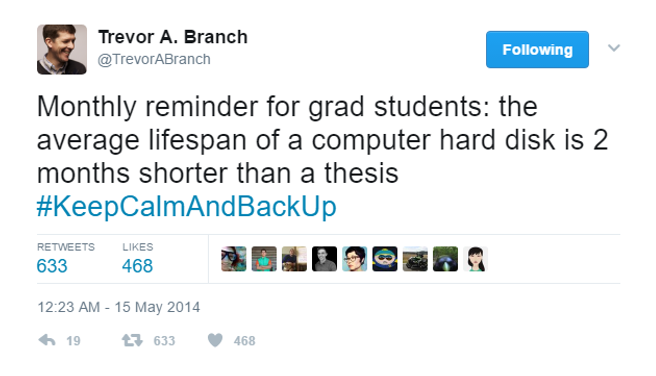 Trevor A. Branch
@TrevorABranch
Following
Monthly reminder for grad students: the
average lifespan of a computer hard disk is 2
months shorter than a thesis
#KeepCalmAndBackUp
RETWEETS LIKES
633 468
12:23 AM - 15 May 2014
19 633 468